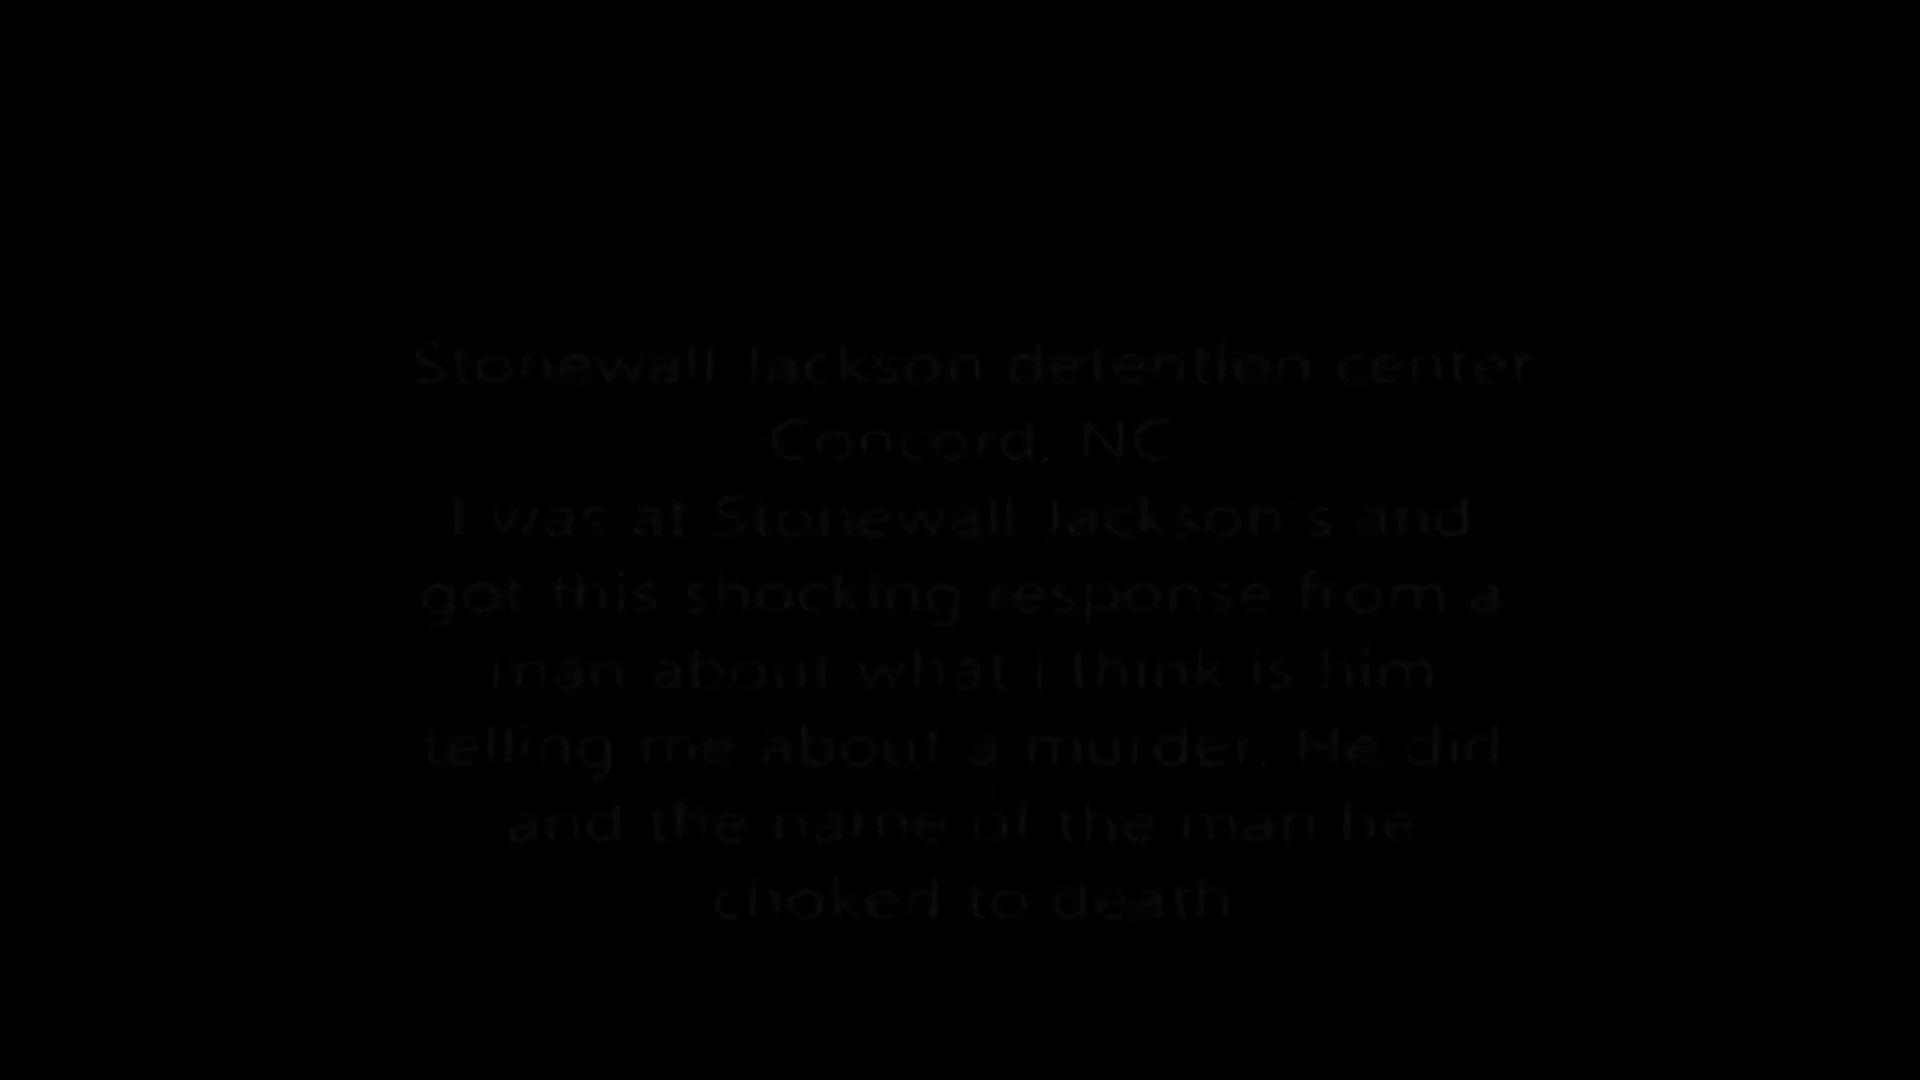 Stonewall Jackson detention center
Concord, NC
I was at Stonewall Jackson's and
got this shocking response from a
man about what i think is him
telling me about a murder. He did
and the name of the man he
choked to death